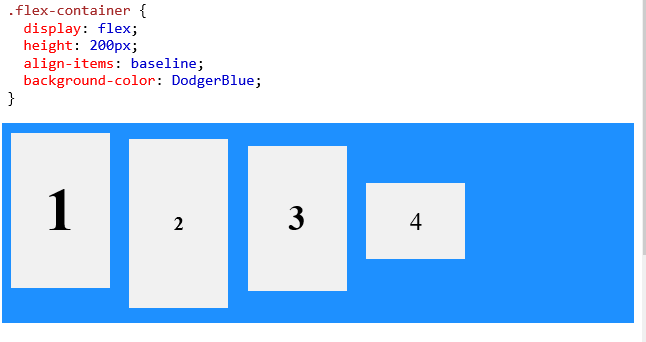 .flex-container {
  display: flex;
  height: 200px;
  align-items: baseline;
  background-color: DodgerBlue;
}
1 2 3 4